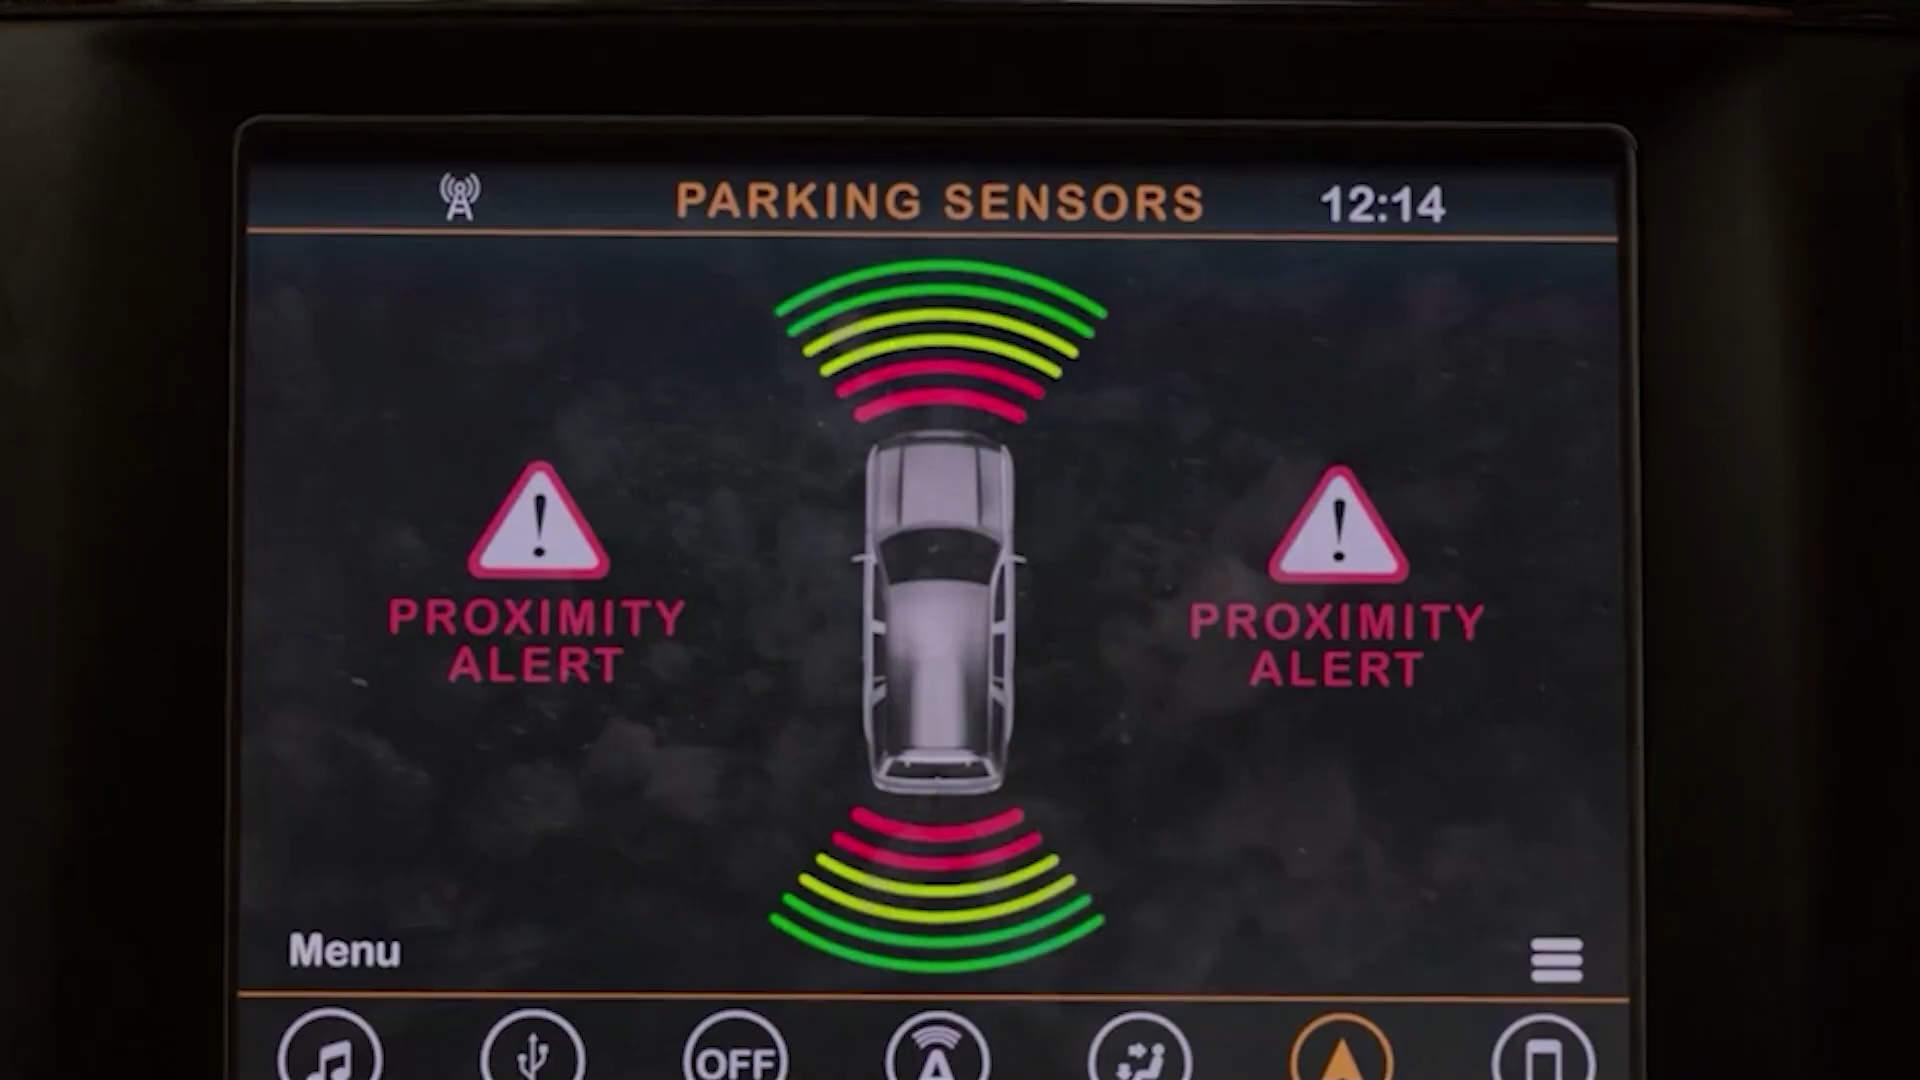 PARKING SENSORS
12:14
PROXIMITY
ALERT
PROXIMITY
ALERT
Menu
OFF
A